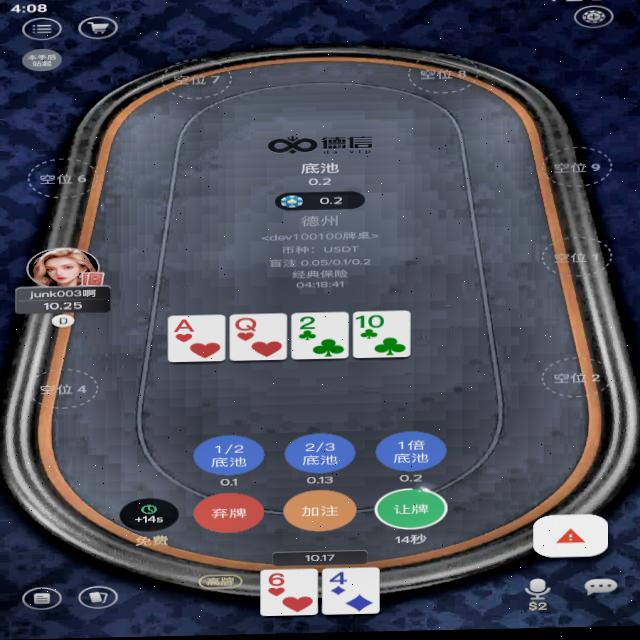 4:08
本手后
站起
空位 7
空位 8
德信
底池
0.2
0.2
空位 6
空位 9
德州
<dev100100牌桌>
币种: USDT
盲注 0.05/0.1/0.2
经典保险
04:18:41
空位 1
junk003啊
10.25
D
A
Q
2
10
空位 4
空位 2
1/2
底池
2/3
底池
1倍
底池
0.1
0.13
0.2
+14s
弃牌
加注
让牌
免费
14秒
10.17
高牌
6
4
$2